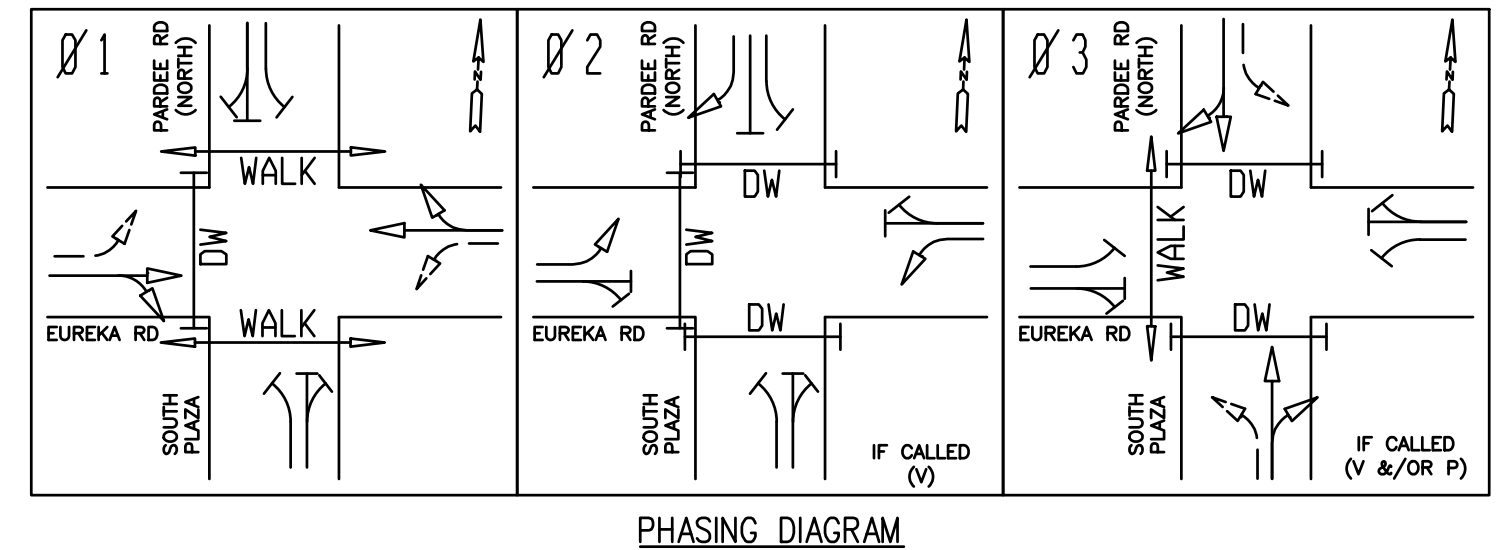 Ø1
PARDEE RD
(NORTH)
N
WALK
DW
WALK
EUREKA RD
SOUTH
PLAZA
Ø2
PARDEE RD
(NORTH)
N
DW
DW
DW
EUREKA RD
SOUTH
PLAZA
IF CALLED
(V)
Ø3
PARDEE RD
(NORTH)
N
DW
WALK
DW
EUREKA RD
SOUTH
PLAZA
IF CALLED
(V &/OR P)
PHASING DIAGRAM